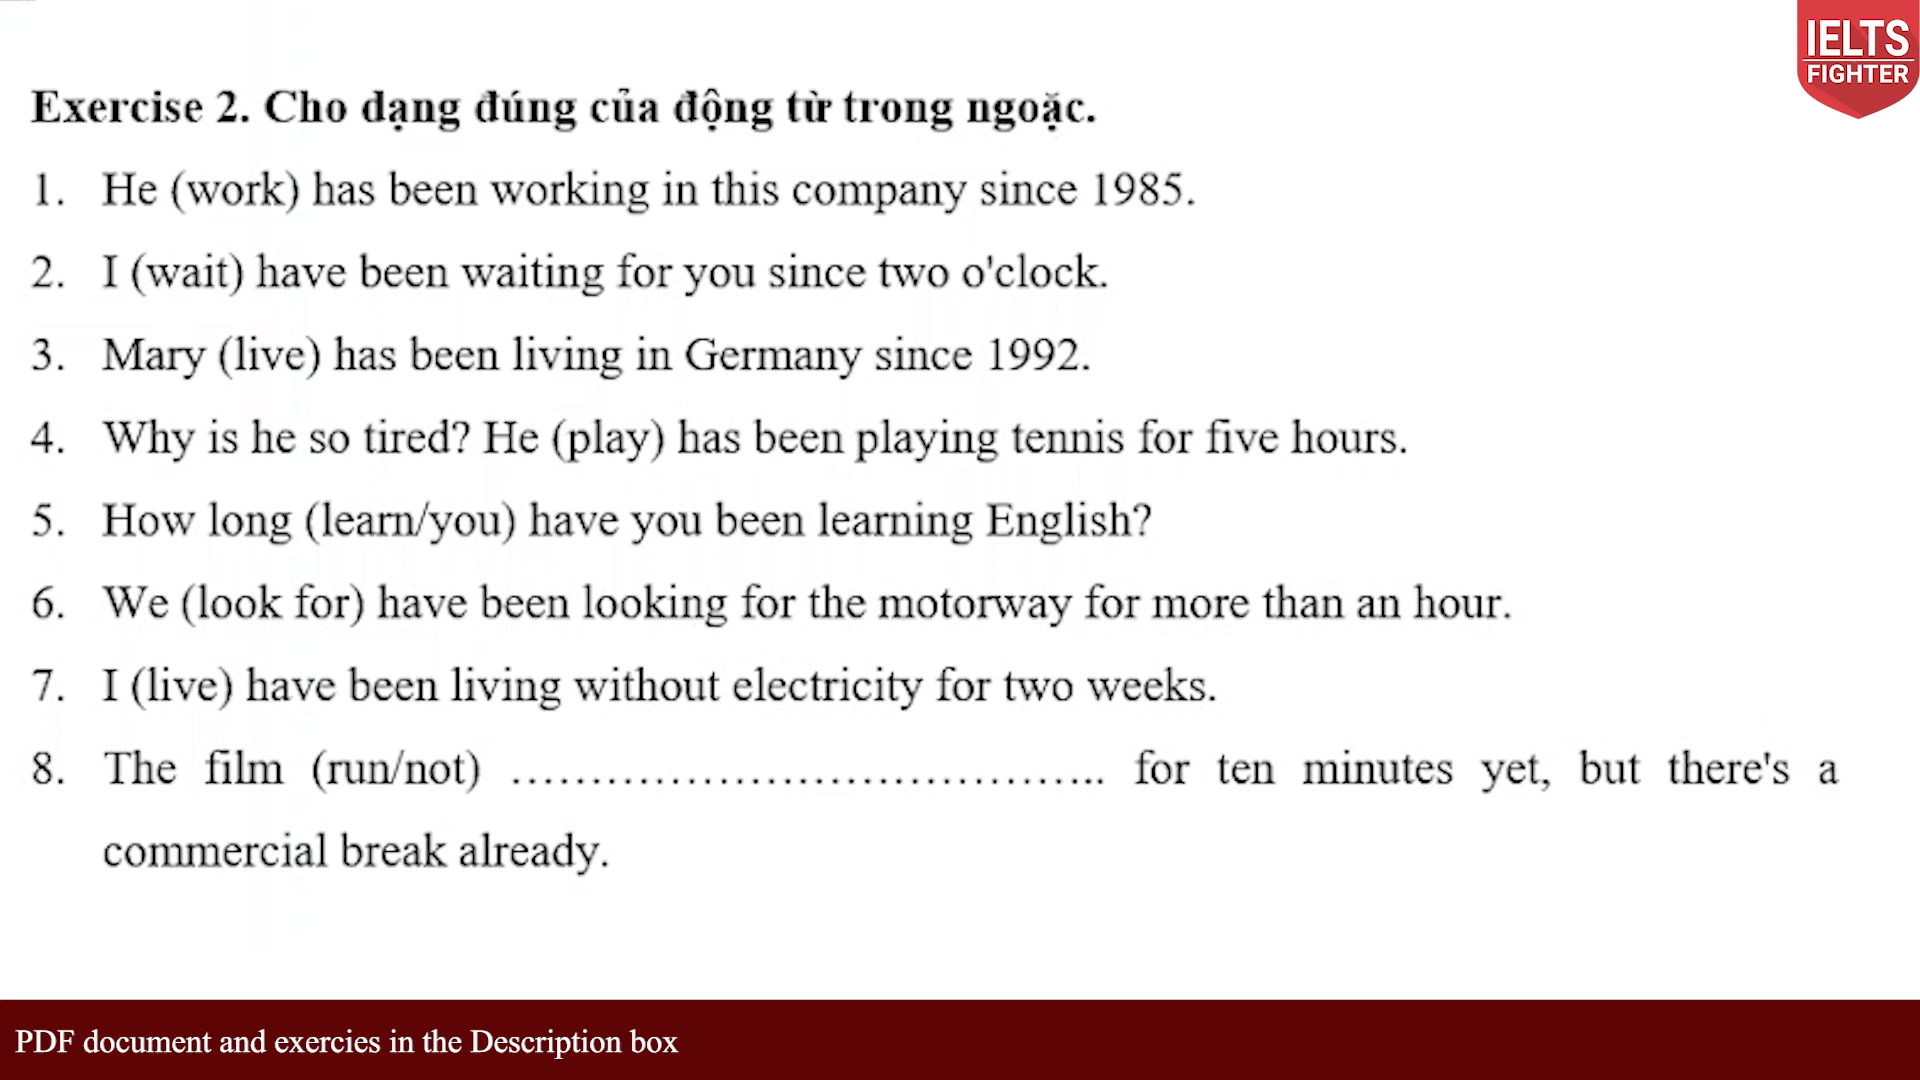 IELTS
FIGHTER
Exercise 2. Cho dạng đúng của động từ trong ngoặc.
1. He (work) has been working in this company since 1985.
2. I (wait) have been waiting for you since two o'clock.
3. Mary (live) has been living in Germany since 1992.
4. Why is he so tired? He (play) has been playing tennis for five hours.
5. How long (learn/you) have you been learning English?
6. We (look for) have been looking for the motorway for more than an hour.
7. I (live) have been living without electricity for two weeks.
8. The film (run/not) ………………………………….. for ten minutes yet, but there's a
commercial break already.
PDF document and exercies in the Description box